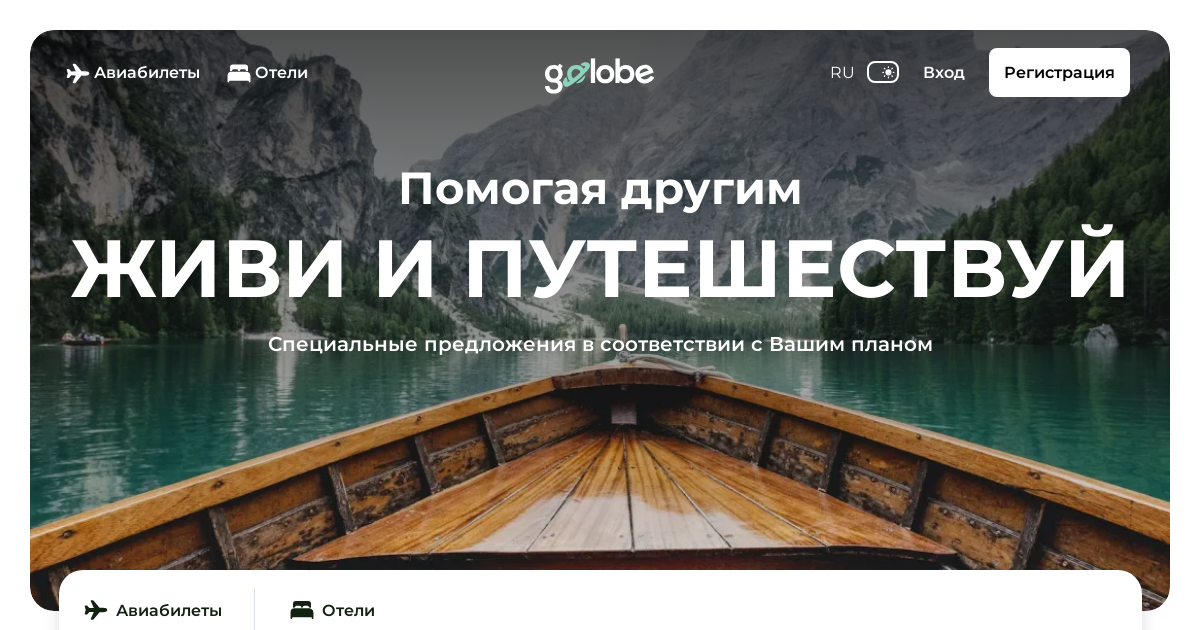 Авиабилеты Отели golobe RU Вход Регистрация
Помогая другим
ЖИВИ И ПУТЕШЕСТВУЙ
Специальные предложения в соответствии с Вашим планом
Авиабилеты Отели